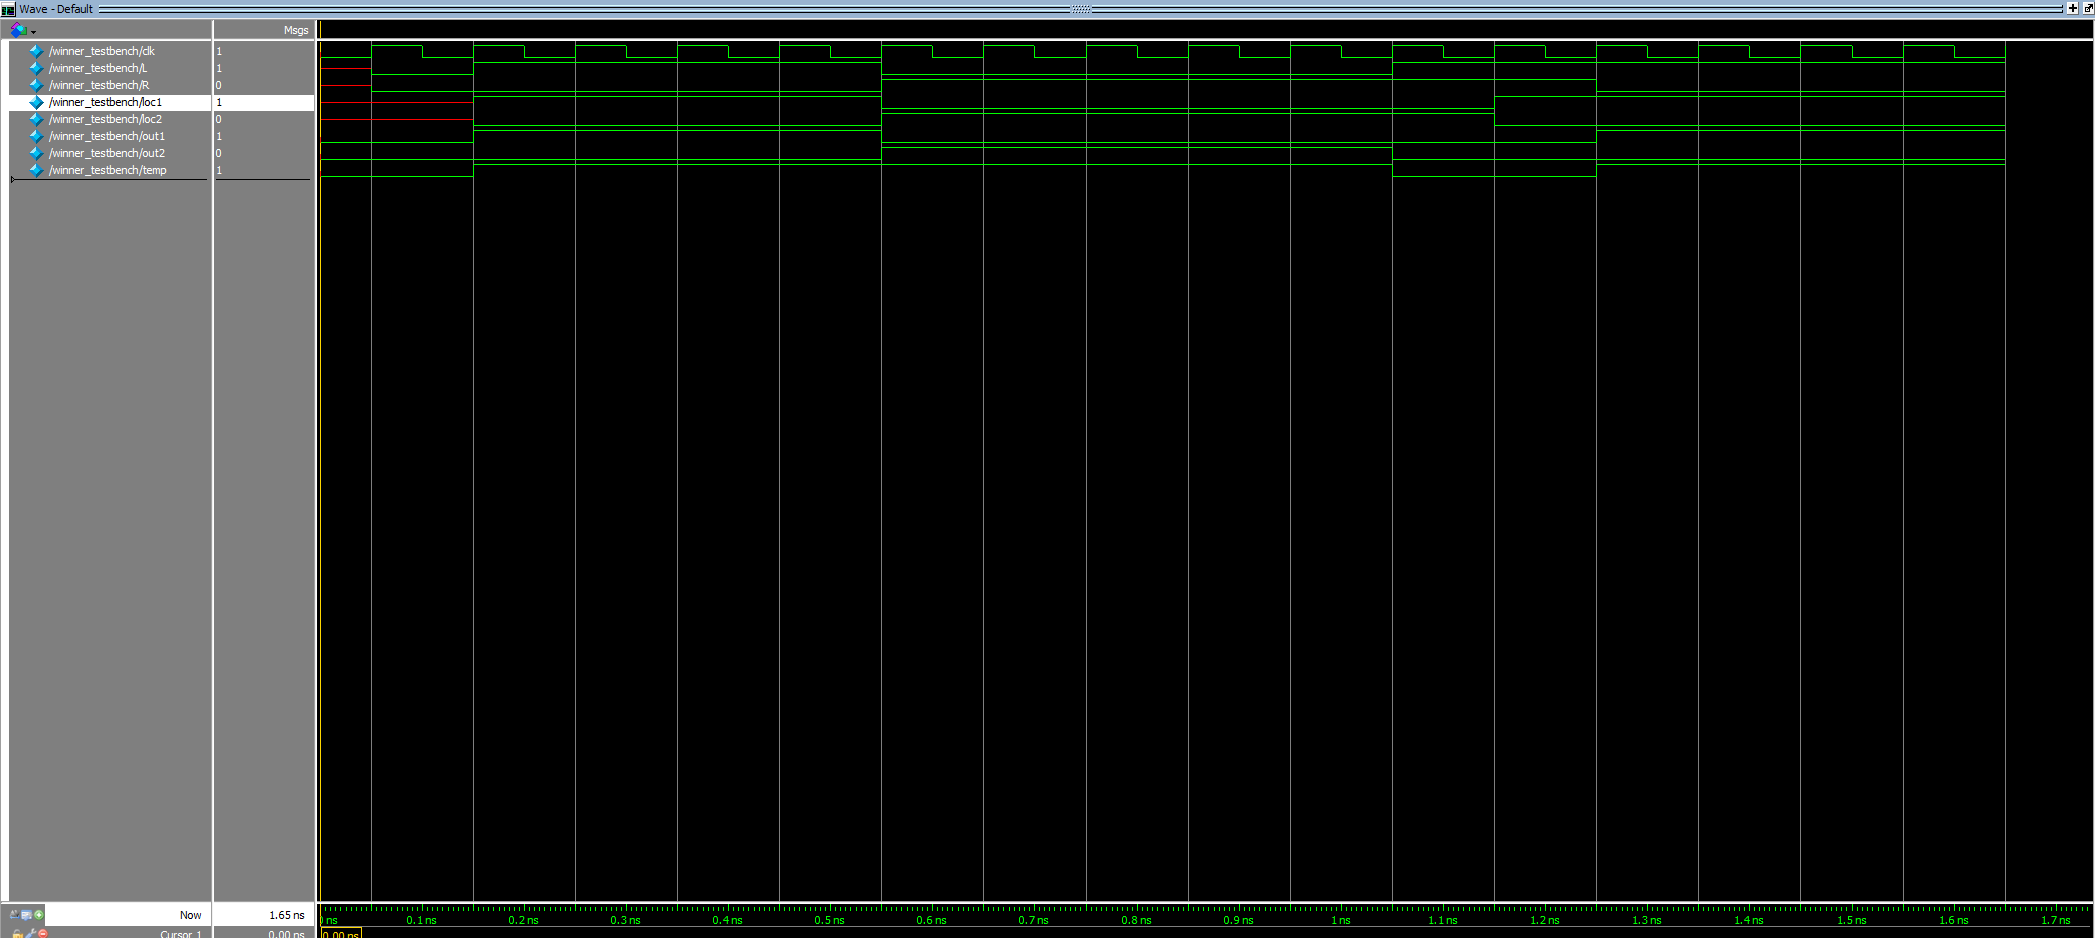 Wave - Default
Msgs
/winner_testbench/clk 1
/winner_testbench/L 1
/winner_testbench/R 0
/winner_testbench/loc1 1
/winner_testbench/loc2 0
/winner_testbench/out1 1
/winner_testbench/out2 0
/winner_testbench/temp 1
Now 1.65 ns ns 0.1 ns 0.2 ns 0.3 ns 0.4 ns 0.5 ns 0.6 ns 0.7 ns 0.8 ns 0.9 ns 1 ns 1.1 ns 1.2 ns 1.3 ns 1.4 ns 1.5 ns 1.6 ns 1.7 ns
Cursor 1 0.00 ns 0.00 ns